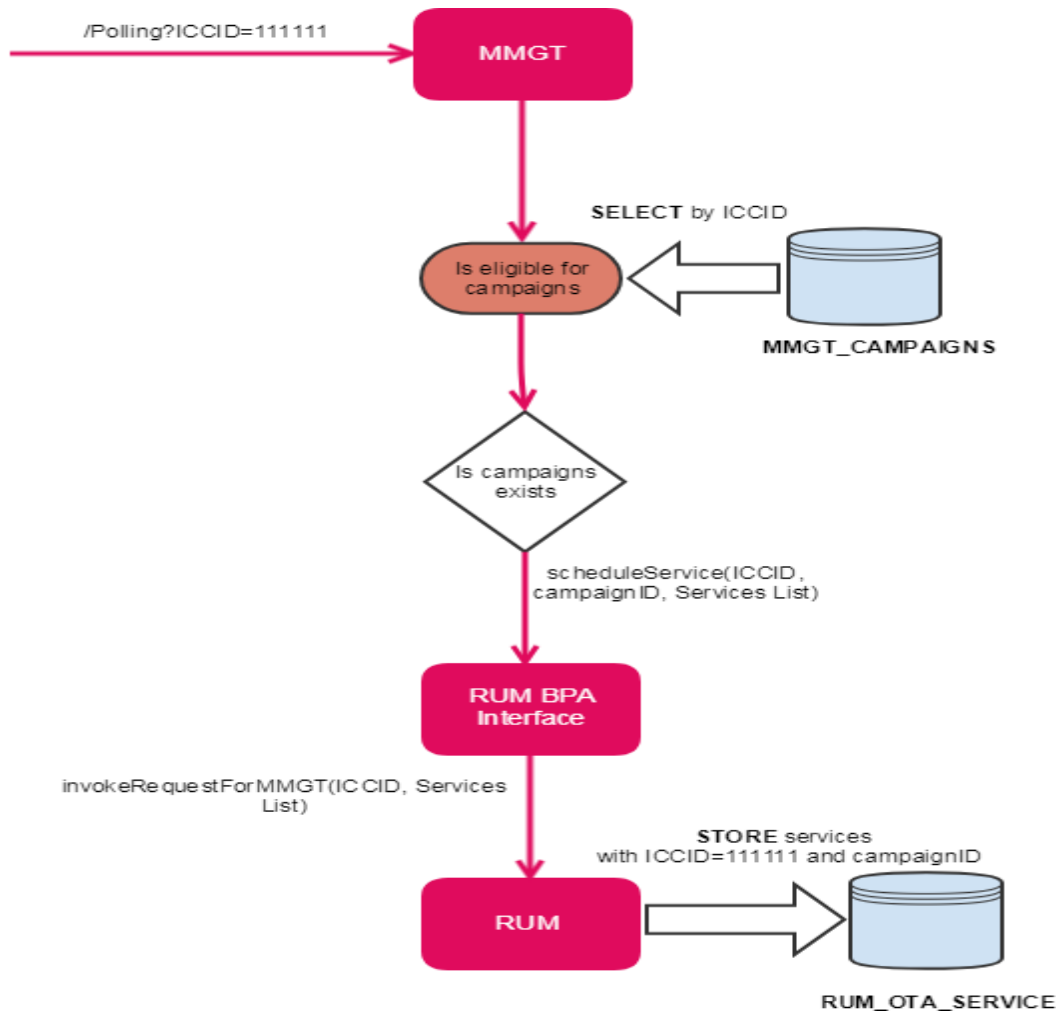 /Polling?ICCID=111111
MMGT
SELECT by ICCID
Is eligible for
campaigns
MMGT_CAMPAIGNS
Is campaigns
exists
scheduleService(ICCID,
campaignID, Services List)
RUM BPA
Interface
invokeRequestForMMGT(ICCID, Services
List)
STORE services
with ICCID=111111 and campaignID
RUM
RUM_OTA_SERVICE